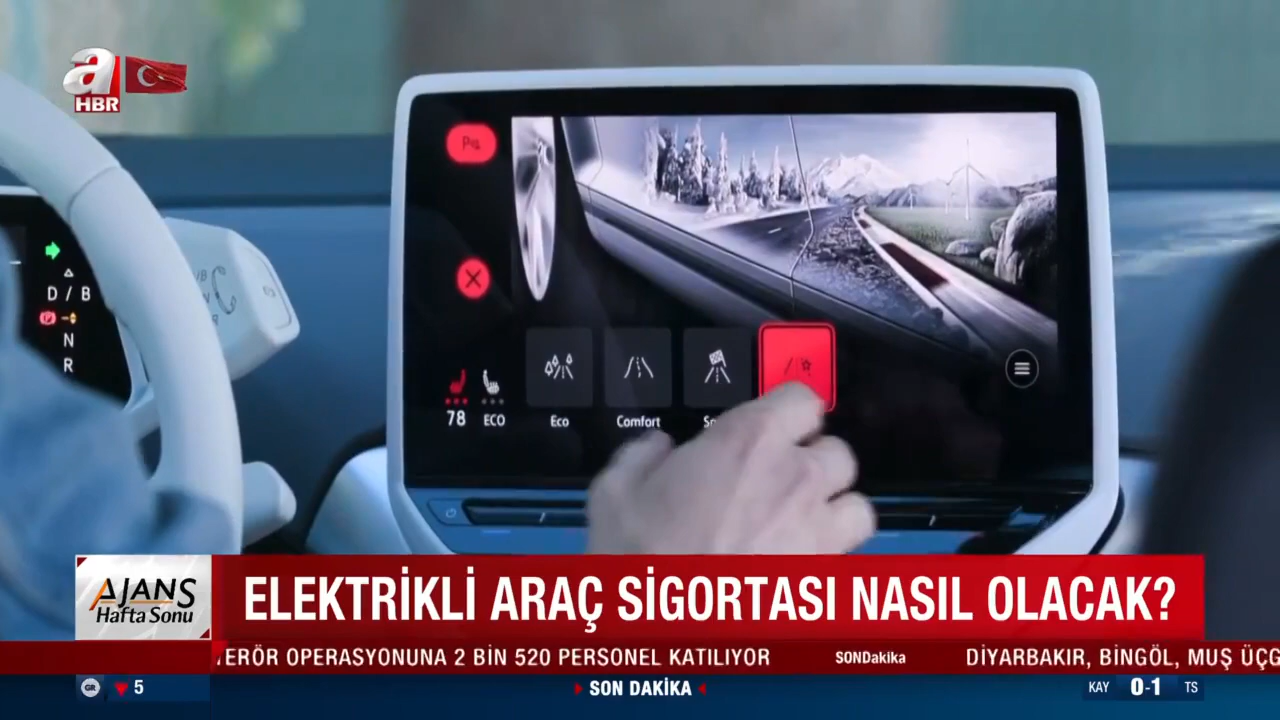 a
HBR
P
D / B
N
R
78
ECO
Eco
Comfort
AJANS
Hafta Sonu
ELEKTRİKLİ ARAÇ SİGORTASI NASIL OLACAK?
TERÖR OPERASYONUNA 2 BİN 520 PERSONEL KATILIYOR
SONDakika
DİYARBAKIR, BİNGÖL, MUŞ ÜÇG
GR
5
SON DAKİKA
KAY 0-1 TS